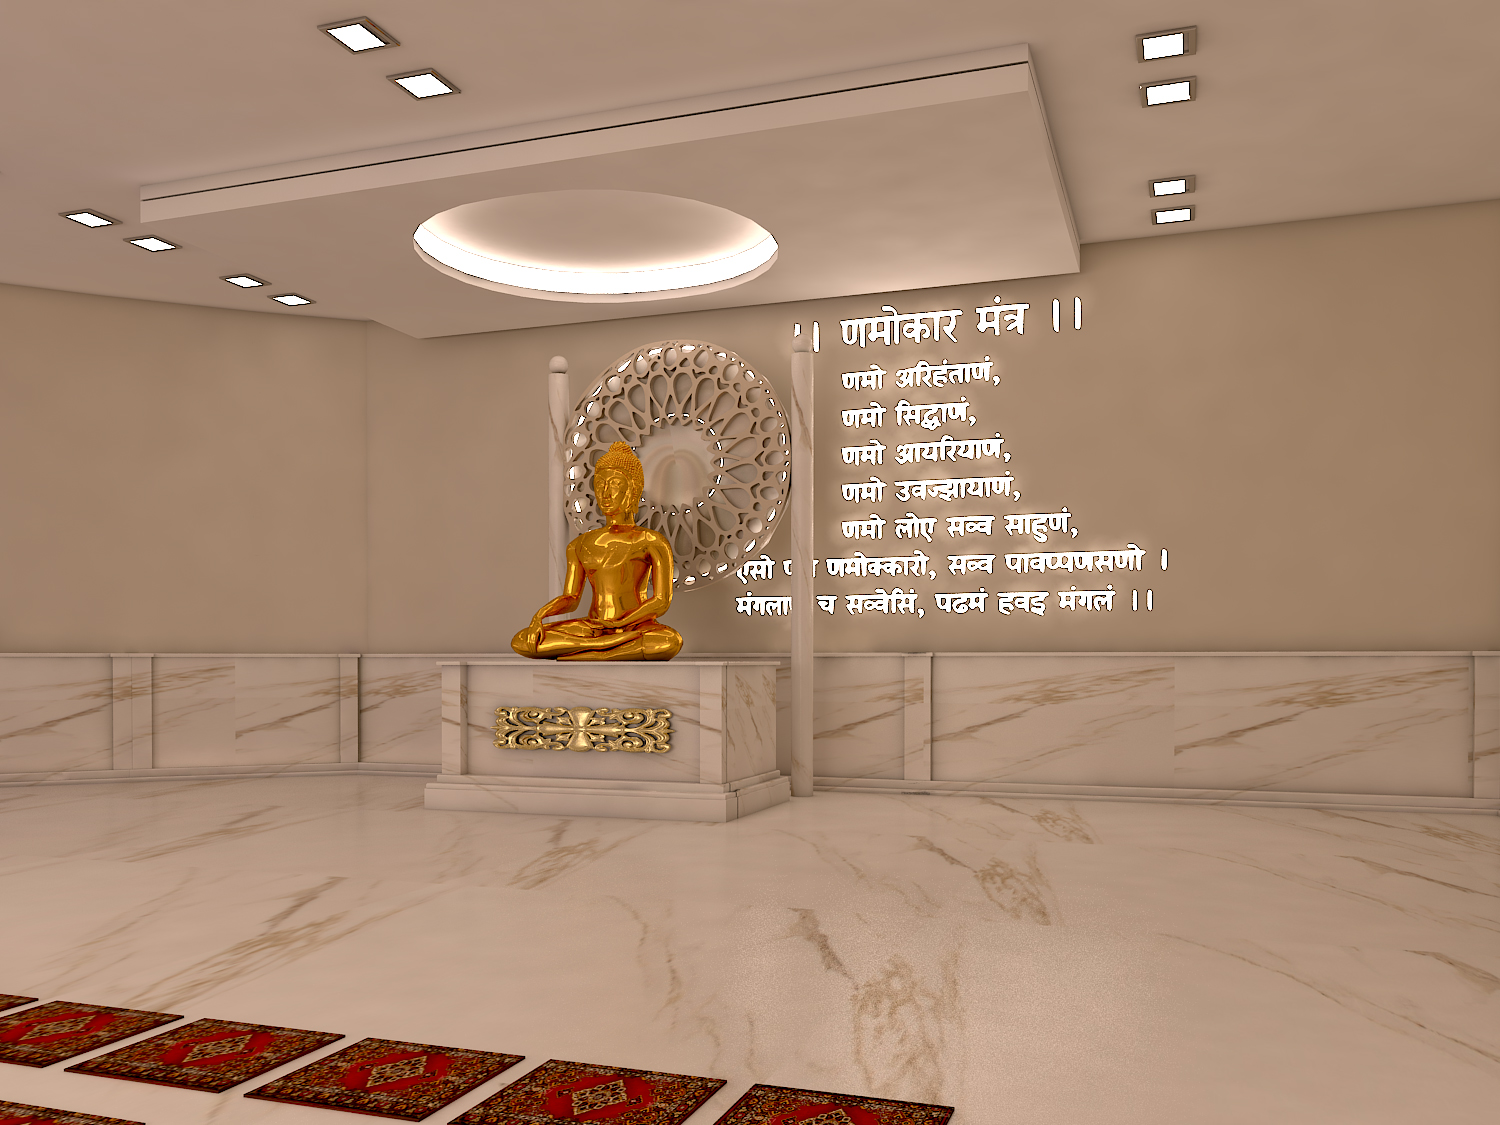 ।। णमोकार मंत्र ।।
णमो अरिहंताणं,
णमो सिद्धाणं,
णमो आयरियाणं,
णमो उवज्झायाणं,
णमो लोए सव्व साहुणं,
एसो णमोक्कारो, सव्व पावप्पणसणो ।
च सव्वेसिं, पढमं हवइ मंगलं ।।